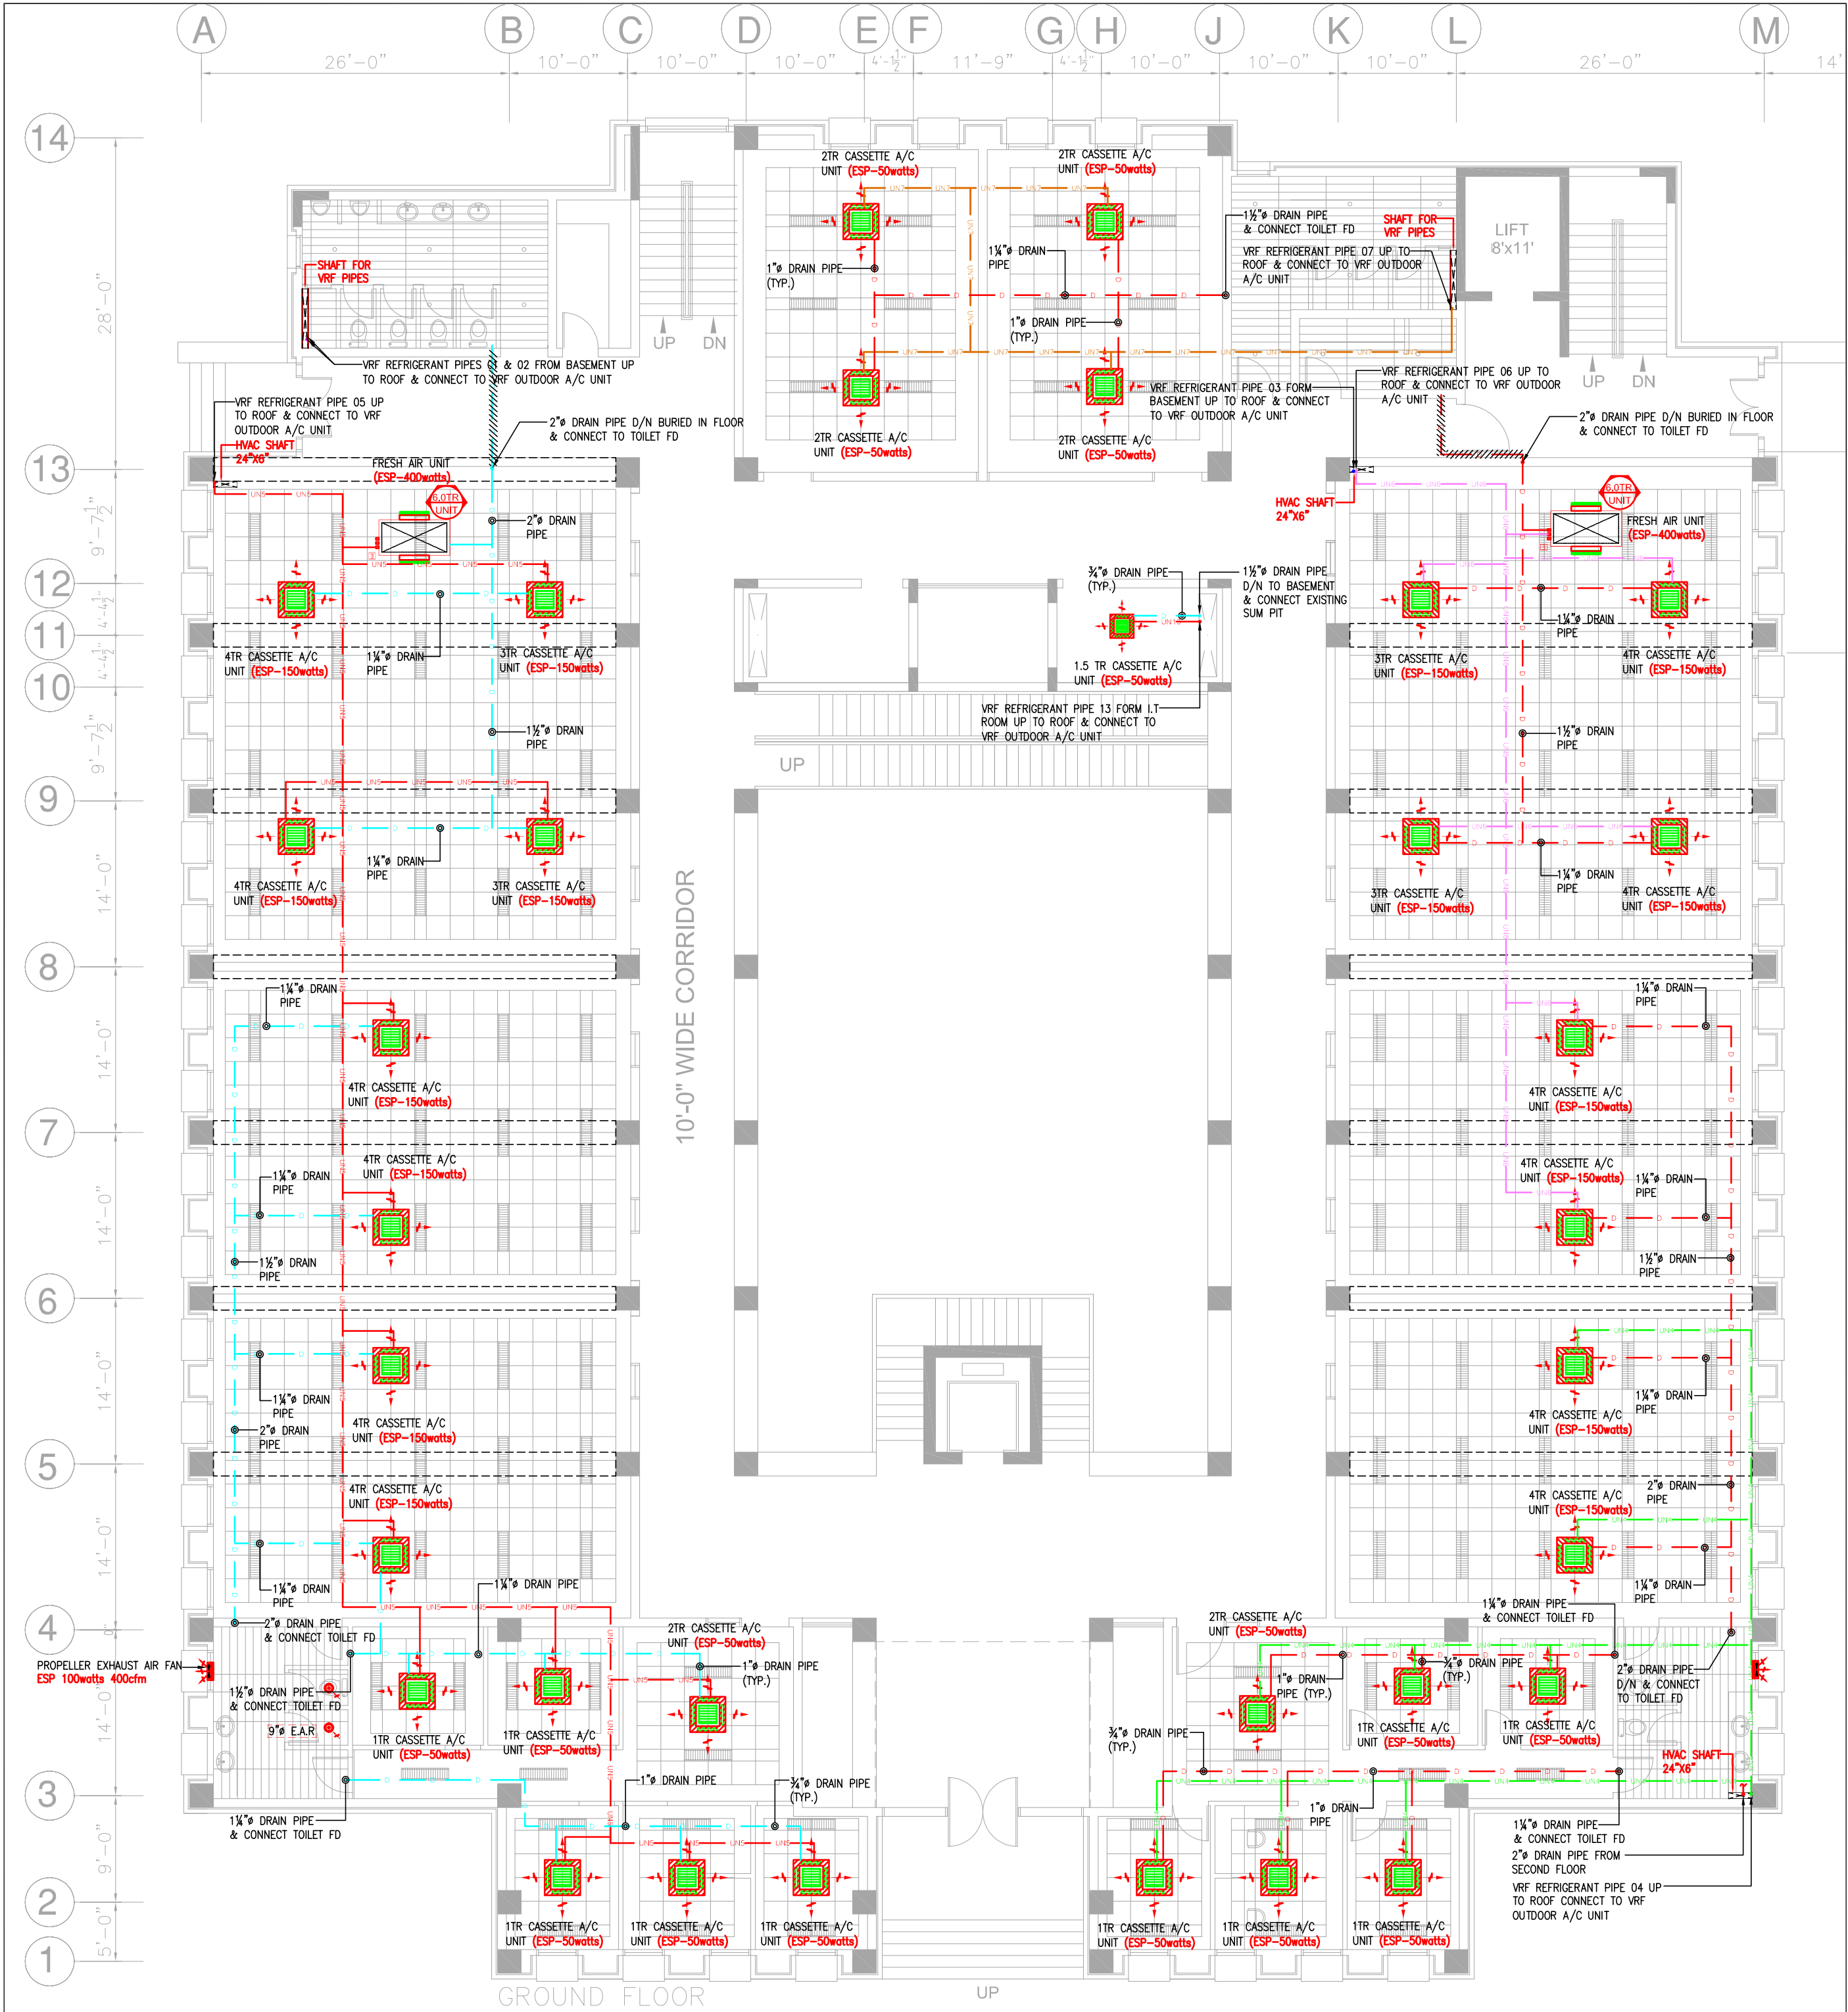 A
B
C
D
E
F
G
H
J
K
L
M
26'-0"
10'-0"
10'-0"
10'-0"
4'-1½"
11'-9"
4'-1½"
10'-0"
10'-0"
10'-0"
26'-0"
14'
14
28'-0"
13
9'-7½"
12
4'-4½"
11
4'-4½"
10
9'-7½"
9
14'-0"
8
14'-0"
7
14'-0"
6
14'-0"
5
14'-0"
4
14'-0"
3
9'-0"
2
5'-0"
1
2TR CASSETTE A/C
UNIT (ESP-50watts)
2TR CASSETTE A/C
UNIT (ESP-50watts)
1"ø DRAIN PIPE
(TYP.)
1¼"ø DRAIN
PIPE
1"ø DRAIN PIPE
(TYP.)
2TR CASSETTE A/C
UNIT (ESP-50watts)
2TR CASSETTE A/C
UNIT (ESP-50watts)
1½"ø DRAIN PIPE
& CONNECT TOILET FD
SHAFT FOR
VRF PIPES
VRF REFRIGERANT PIPE 07 UP TO
ROOF & CONNECT TO VRF OUTDOOR
A/C UNIT
LIFT
8'x11'
UP
DN
SHAFT FOR
VRF PIPES
UP
DN
VRF REFRIGERANT PIPES 01 & 02 FROM BASEMENT UP
TO ROOF & CONNECT TO VRF OUTDOOR A/C UNIT
VRF REFRIGERANT PIPE 05 UP
TO ROOF & CONNECT TO VRF
OUTDOOR A/C UNIT
HVAC SHAFT
24"X6"
2"ø DRAIN PIPE D/N BURIED IN FLOOR
& CONNECT TO TOILET FD
VRF REFRIGERANT PIPE 03 FORM
BASEMENT UP TO ROOF & CONNECT
TO VRF OUTDOOR A/C UNIT
VRF REFRIGERANT PIPE 06 UP TO
ROOF & CONNECT TO VRF OUTDOOR
A/C UNIT
2"ø DRAIN PIPE D/N BURIED IN FLOOR
& CONNECT TO TOILET FD
FRESH AIR UNIT
(ESP-400watts)
6.0TR
UNIT
2"ø DRAIN
PIPE
4TR CASSETTE A/C
UNIT (ESP-150watts)
1¼"ø DRAIN
PIPE
3TR CASSETTE A/C
UNIT (ESP-150watts)
1½"ø DRAIN
PIPE
1¼"ø DRAIN
PIPE
4TR CASSETTE A/C
UNIT (ESP-150watts)
3TR CASSETTE A/C
UNIT (ESP-150watts)
HVAC SHAFT
24"X6"
6.0TR
UNIT
FRESH AIR UNIT
(ESP-400watts)
¾"ø DRAIN PIPE
(TYP.)
1½"ø DRAIN PIPE
D/N TO BASEMENT
& CONNECT EXISTING
SUM PIT
1.5 TR CASSETTE A/C
UNIT (ESP-50watts)
VRF REFRIGERANT PIPE 13 FORM I.T
ROOM UP TO ROOF & CONNECT TO
VRF OUTDOOR A/C UNIT
UP
1¼"ø DRAIN
PIPE
3TR CASSETTE A/C
UNIT (ESP-150watts)
4TR CASSETTE A/C
UNIT (ESP-150watts)
1½"ø DRAIN
PIPE
1¼"ø DRAIN
PIPE
3TR CASSETTE A/C
UNIT (ESP-150watts)
4TR CASSETTE A/C
UNIT (ESP-150watts)
10'-0" WIDE CORRIDOR
1¼"ø DRAIN
PIPE
4TR CASSETTE A/C
UNIT (ESP-150watts)
4TR CASSETTE A/C
UNIT (ESP-150watts)
1¼"ø DRAIN
PIPE
1½"ø DRAIN
PIPE
1¼"ø DRAIN
PIPE
2"ø DRAIN
PIPE
4TR CASSETTE A/C
UNIT (ESP-150watts)
4TR CASSETTE A/C
UNIT (ESP-150watts)
1¼"ø DRAIN
PIPE
1¼"ø DRAIN
PIPE
4TR CASSETTE A/C
UNIT (ESP-150watts)
4TR CASSETTE A/C
UNIT (ESP-150watts)
1¼"ø DRAIN
PIPE
1½"ø DRAIN
PIPE
1¼"ø DRAIN
PIPE
4TR CASSETTE A/C
UNIT (ESP-150watts)
2"ø DRAIN
PIPE
4TR CASSETTE A/C
UNIT (ESP-150watts)
1¼"ø DRAIN
PIPE
1¼"ø DRAIN PIPE
2"ø DRAIN PIPE
& CONNECT TOILET FD
PROPELLER EXHAUST AIR FAN
ESP 100watts 400cfm
1½"ø DRAIN PIPE
& CONNECT TOILET FD
9"ø E.A.R
2TR CASSETTE A/C
UNIT (ESP-50watts)
1"ø DRAIN PIPE
(TYP.)
1TR CASSETTE A/C
UNIT (ESP-50watts)
1TR CASSETTE A/C
UNIT (ESP-50watts)
1"ø DRAIN PIPE
¾"ø DRAIN PIPE
(TYP.)
1¼"ø DRAIN PIPE
& CONNECT TOILET FD
1TR CASSETTE A/C
UNIT (ESP-50watts)
1TR CASSETTE A/C
UNIT (ESP-50watts)
1TR CASSETTE A/C
UNIT (ESP-50watts)
2TR CASSETTE A/C
UNIT (ESP-50watts)
1¼"ø DRAIN PIPE
& CONNECT TOILET FD
1"ø DRAIN
PIPE (TYP.)
¾"ø DRAIN PIPE
(TYP.)
2"ø DRAIN PIPE
D/N & CONNECT
TO TOILET FD
¾"ø DRAIN PIPE
(TYP.)
1TR CASSETTE A/C
UNIT (ESP-50watts)
1TR CASSETTE A/C
UNIT (ESP-50watts)
HVAC SHAFT
24"X6"
1"ø DRAIN
PIPE
1¼"ø DRAIN PIPE
& CONNECT TOILET FD
2"ø DRAIN PIPE FROM
SECOND FLOOR
VRF REFRIGERANT PIPE 04 UP
TO ROOF CONNECT TO VRF
OUTDOOR A/C UNIT
1TR CASSETTE A/C
UNIT (ESP-50watts)
1TR CASSETTE A/C
UNIT (ESP-50watts)
1TR CASSETTE A/C
UNIT (ESP-50watts)
GROUND FLOOR
UP